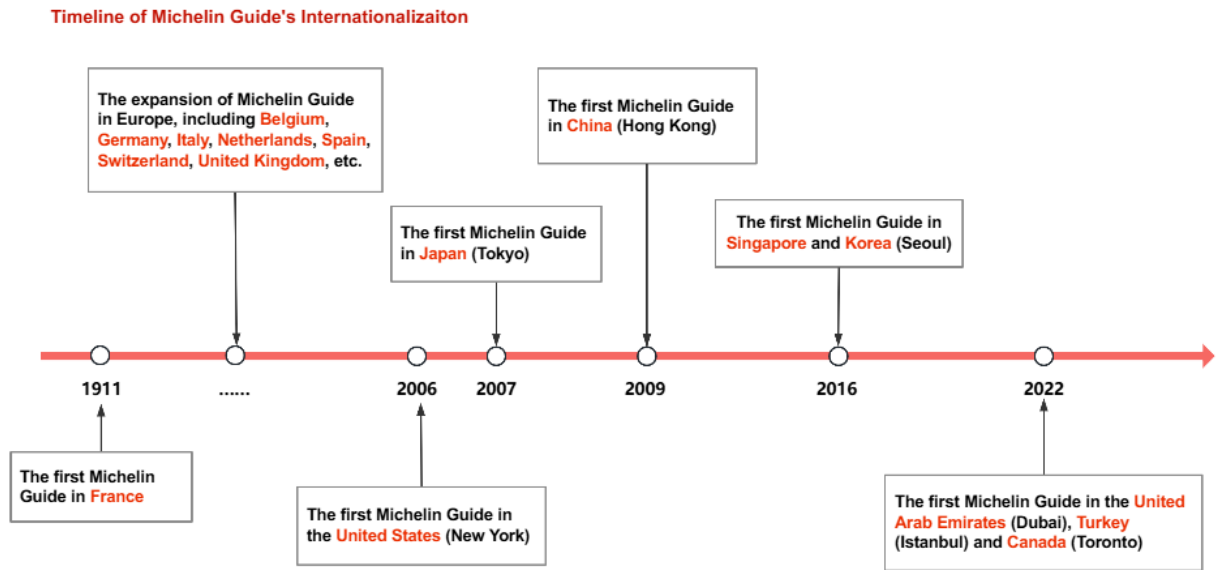 Timeline of Michelin Guide's Internationalizaiton
The expansion of Michelin Guide
in Europe, including Belgium,
Germany, Italy, Netherlands, Spain,
Switzerland, United Kingdom, etc.
The first Michelin Guide
in China (Hong Kong)
The first Michelin Guide
in Japan (Tokyo)
The first Michelin Guide in
Singapore and Korea (Seoul)
1911
......
2006
2007
2009
2016
2022
The first Michelin
Guide in France
The first Michelin Guide in
the United States (New York)
The first Michelin Guide in the United
Arab Emirates (Dubai), Turkey
(Istanbul) and Canada (Toronto)